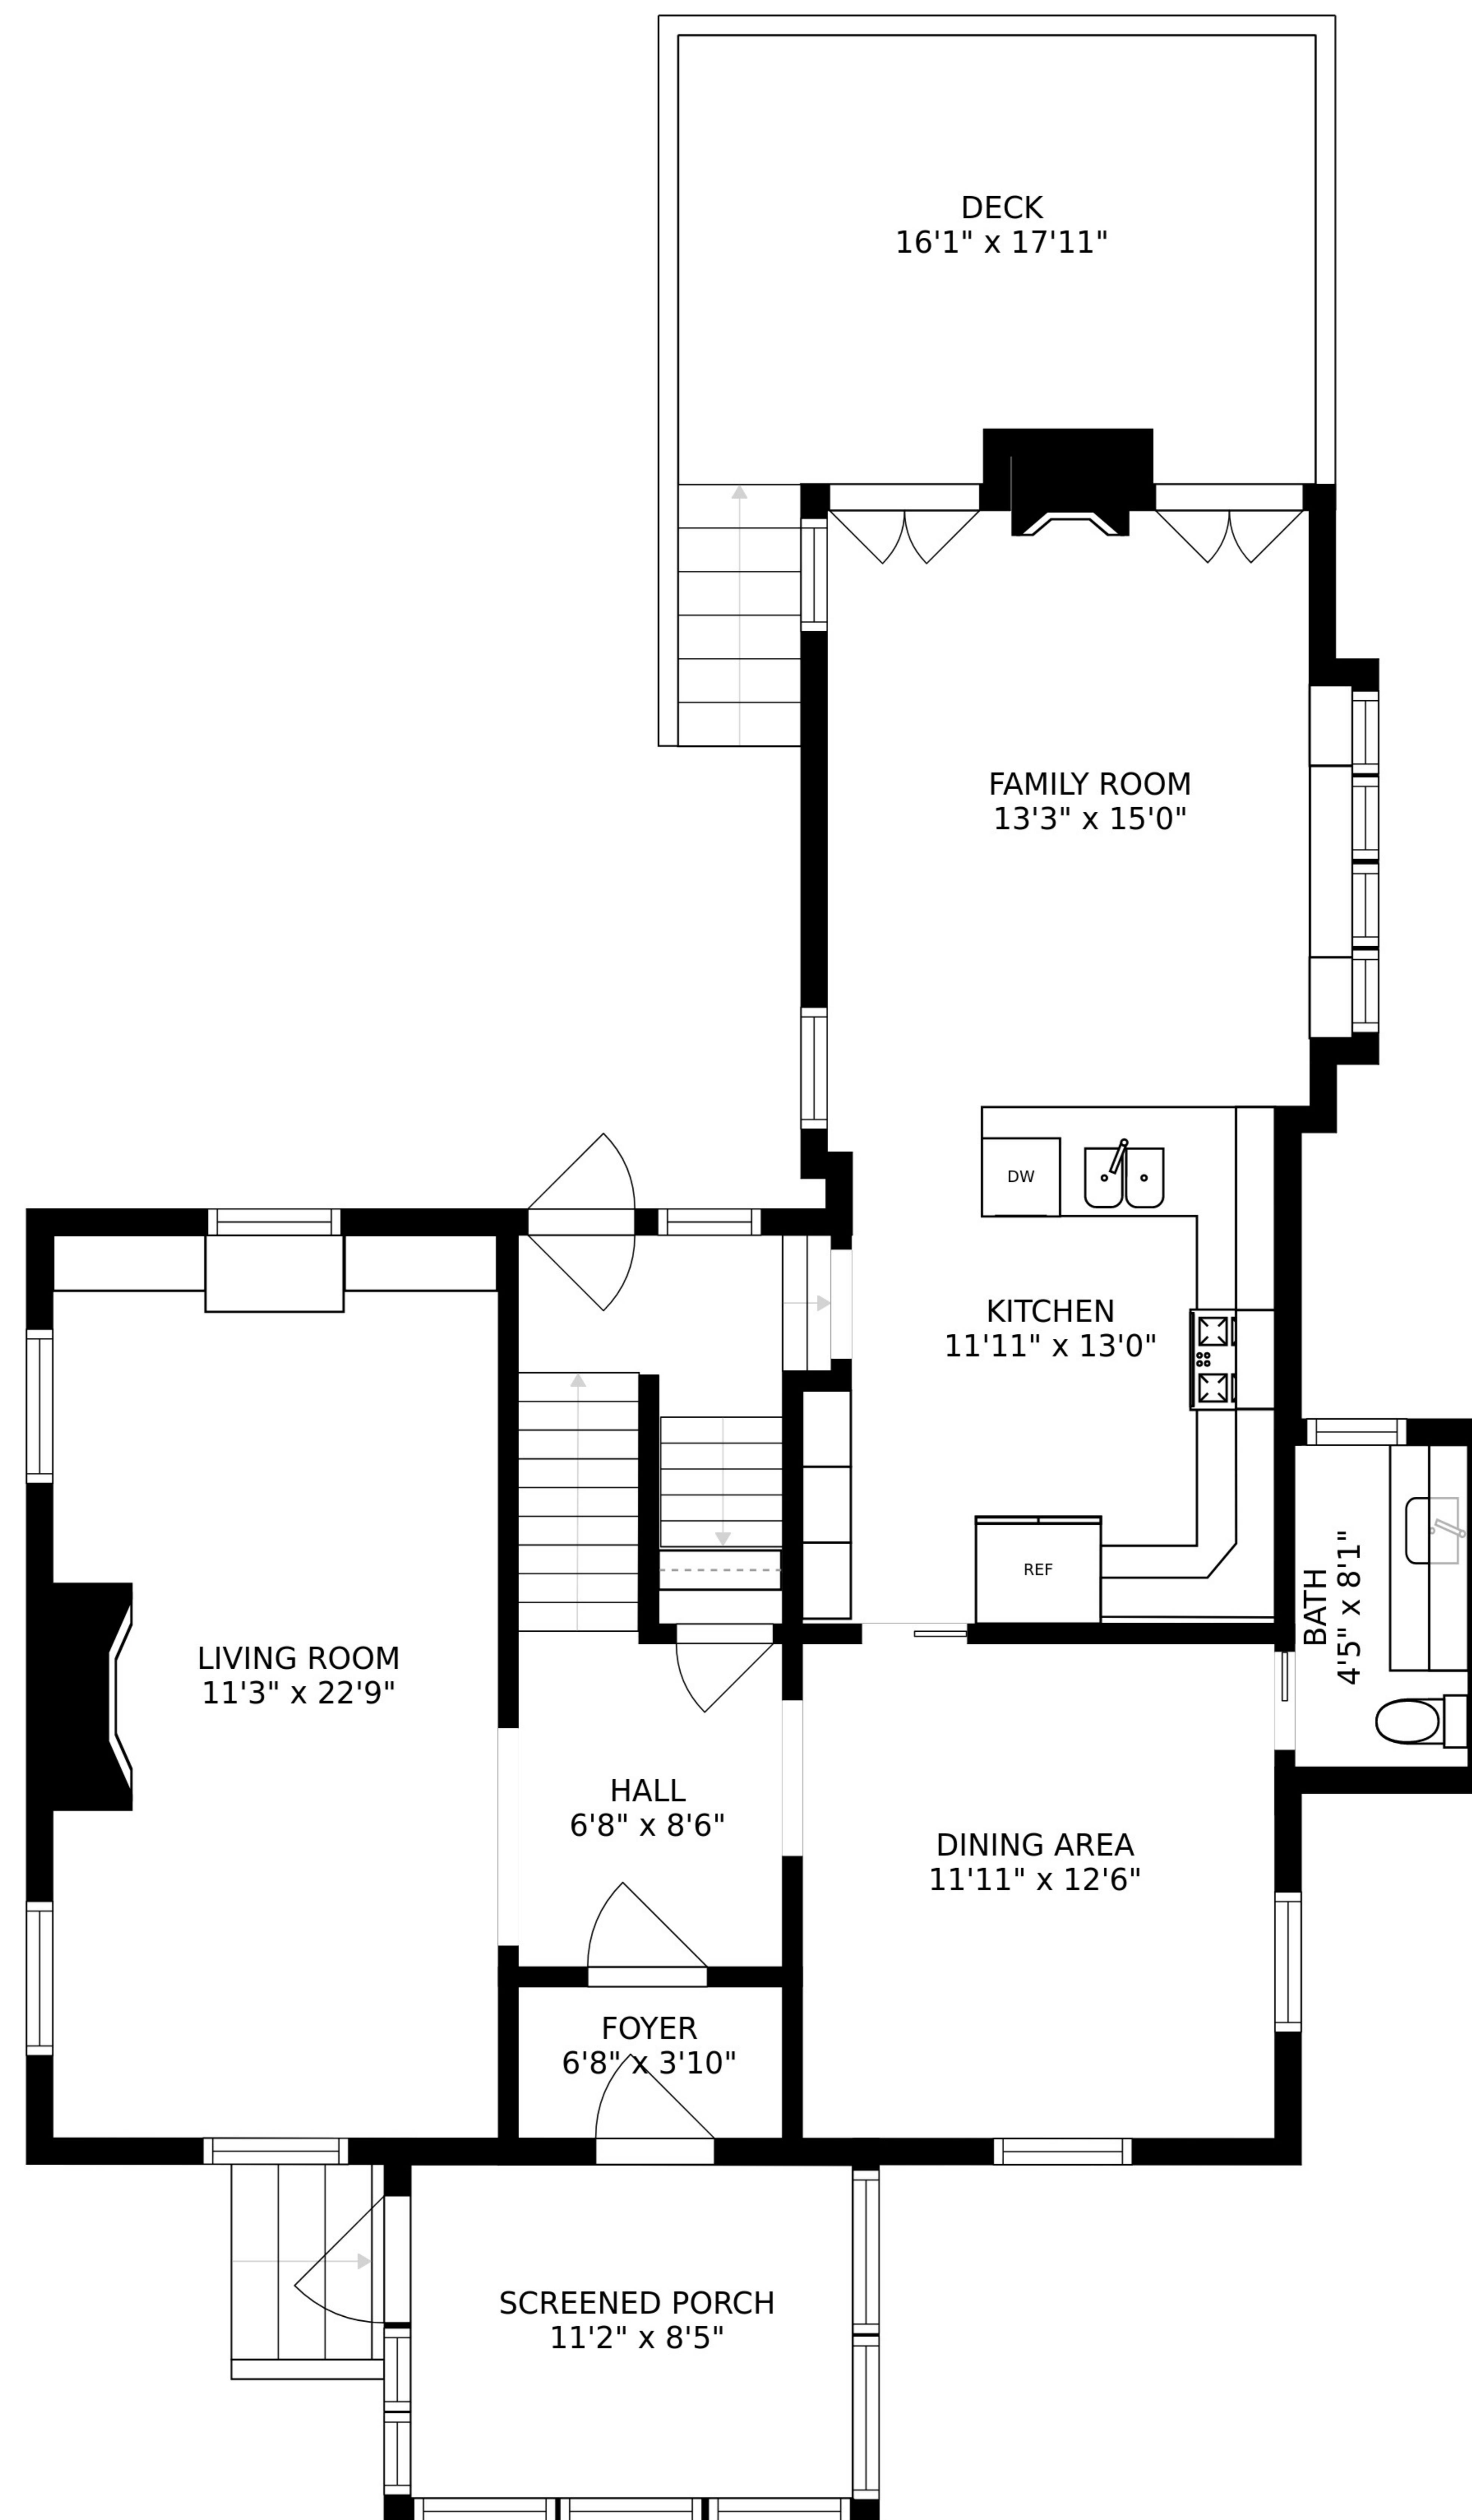 DECK
16'1" x 17'11"
FAMILY ROOM
13'3" x 15'0"
DW
KITCHEN
11'11" x 13'0"
REF
BATH
4'5" x 8'1"
LIVING ROOM
11'3" x 22'9"
HALL
6'8" x 8'6"
DINING AREA
11'11" x 12'6"
FOYER
6'8" x 3'10"
SCREENED PORCH
11'2" x 8'5"